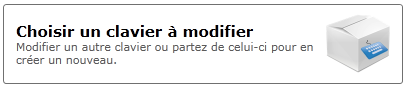 Choisir un clavier à modifier
Modifier un autre clavier ou partez de celui-ci pour en
créer un nouveau.